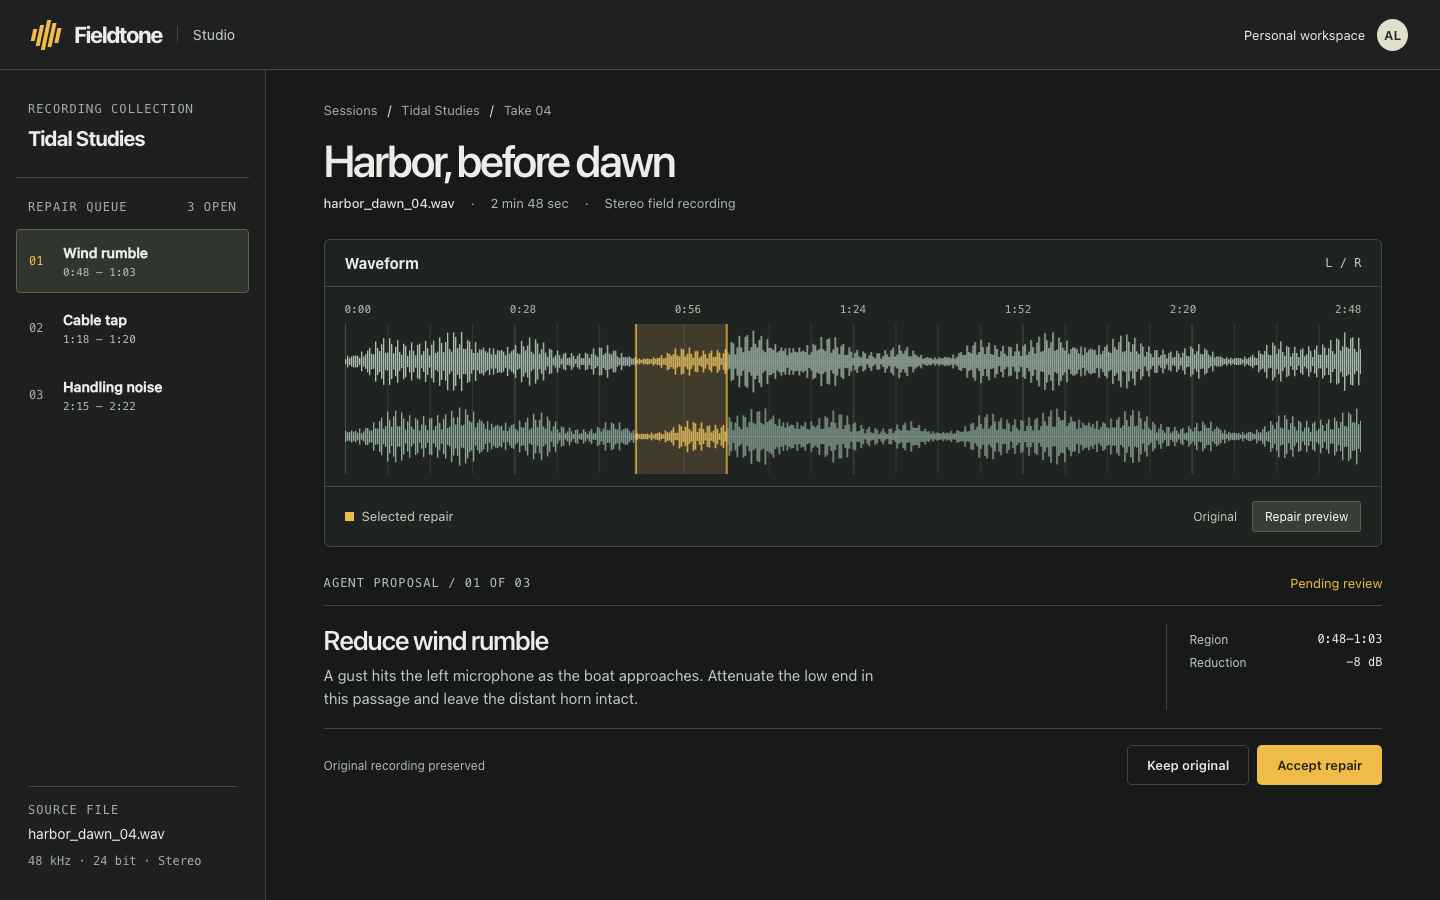 Fieldtone
Studio
Personal workspace
AL
RECORDING COLLECTION
Tidal Studies
REPAIR QUEUE
3 OPEN
01
Wind rumble
0:48 — 1:03
02
Cable tap
1:18 — 1:20
03
Handling noise
2:15 — 2:22
SOURCE FILE
harbor_dawn_04.wav
48 kHz · 24 bit · Stereo
Sessions / Tidal Studies / Take 04
Harbor, before dawn
harbor_dawn_04.wav · 2 min 48 sec · Stereo field recording
Waveform
L / R
0:00 0:28 0:56 1:24 1:52 2:20 2:48
Selected repair
Original
Repair preview
AGENT PROPOSAL / 01 OF 03
Pending review
Reduce wind rumble
A gust hits the left microphone as the boat approaches. Attenuate the low end in
this passage and leave the distant horn intact.
Region 0:48–1:03
Reduction −8 dB
Original recording preserved
Keep original
Accept repair